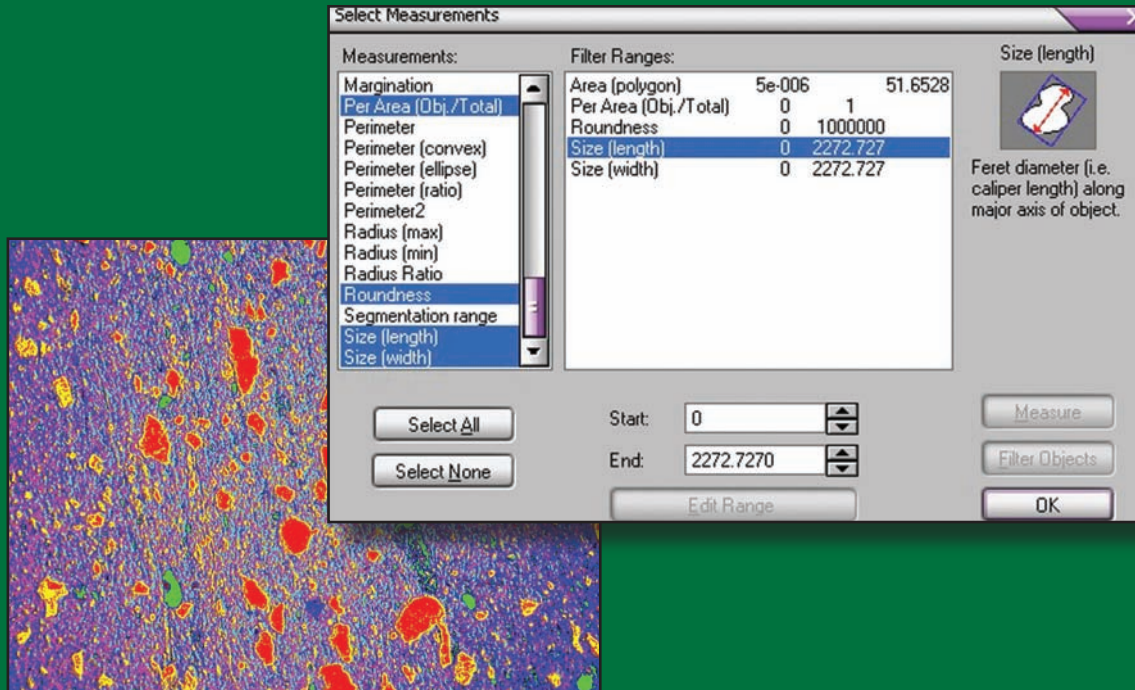 Select Measurements
Measurements:
Margination
Per Area (Obj./Total)
Perimeter
Perimeter (convex)
Perimeter (ellipse)
Perimeter (ratio)
Perimeter2
Radius (max)
Radius (min)
Radius Ratio
Roundness
Segmentation range
Size (length)
Size (width)
Select All
Select None
Filter Ranges:
Area (polygon) 5e-006 51.6528
Per Area (Obj./Total) 0 1
Roundness 0 1000000
Size (length) 0 2272.727
Size (width) 0 2272.727
Start: 0
End: 2272.7270
Edit Range
Size (length)
Feret diameter (i.e.
caliper length) along
major axis of object.
Measure
Filter Objects
OK